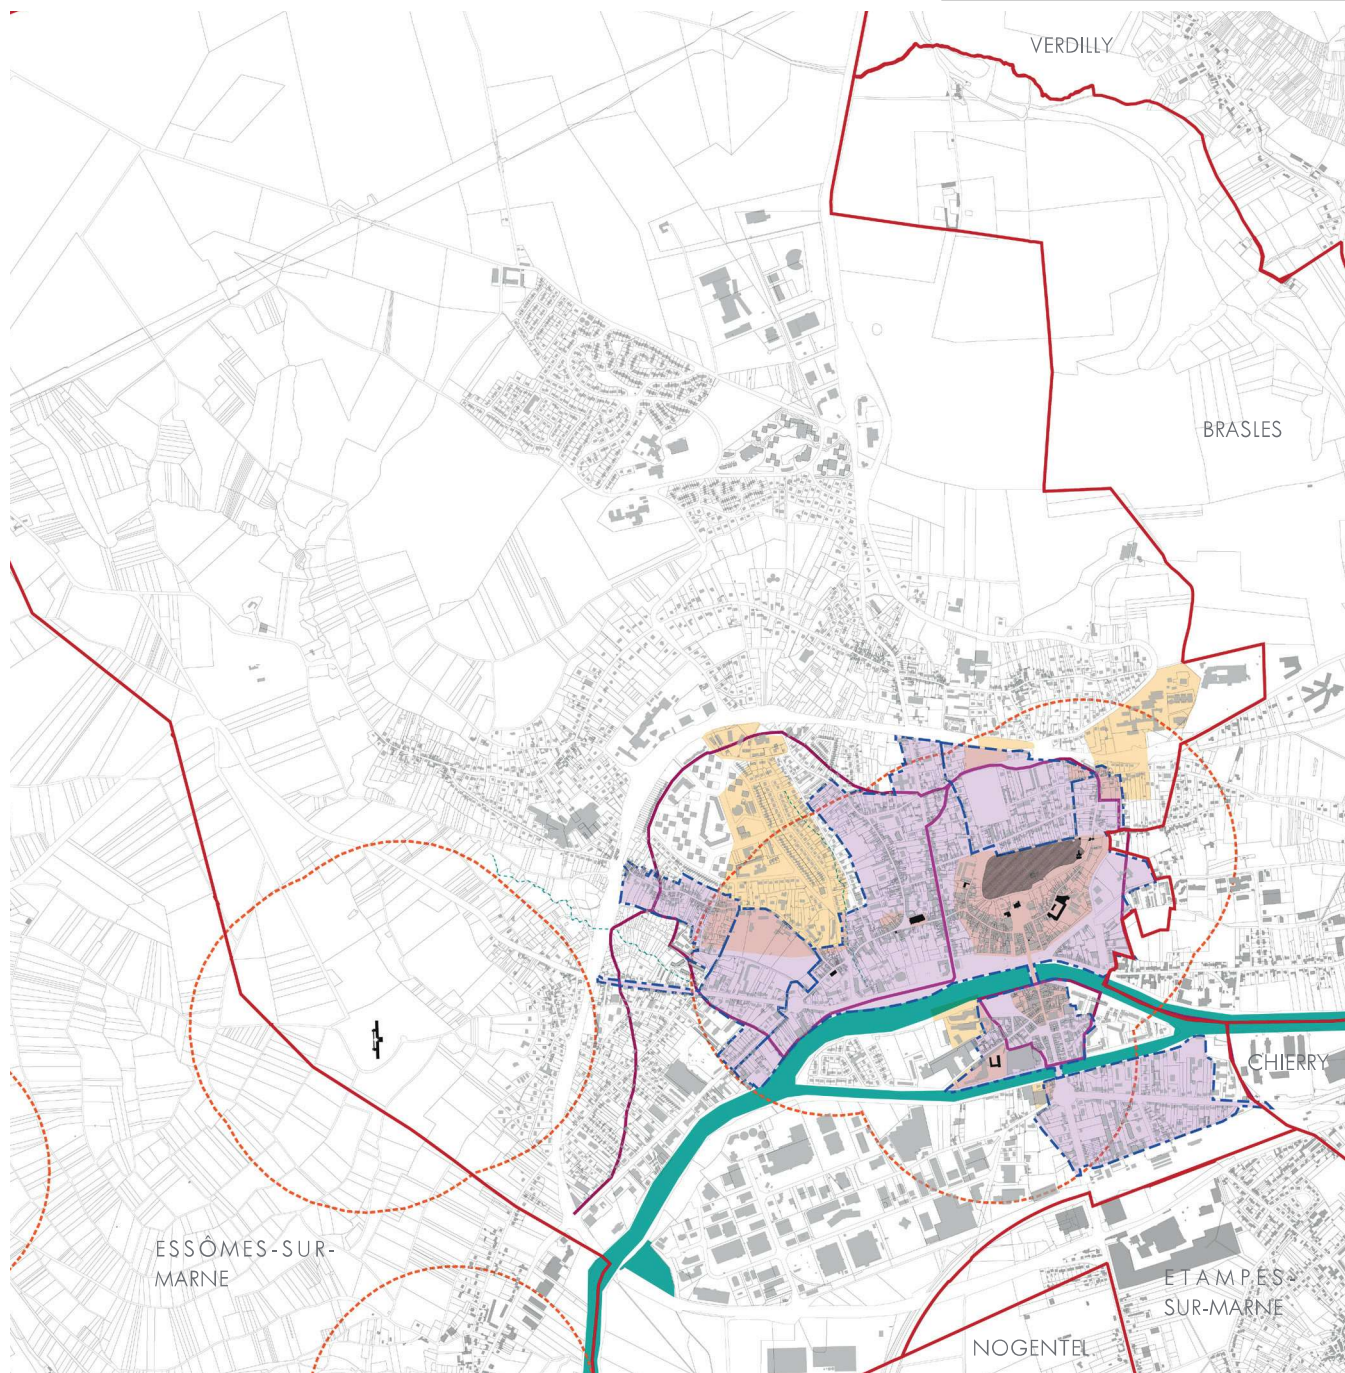 VERDILLY
BRASLES
CHIERRY
ESSÔMES-SUR-
MARNE
ETAMPES-
SUR-MARNE
NOGENTEL